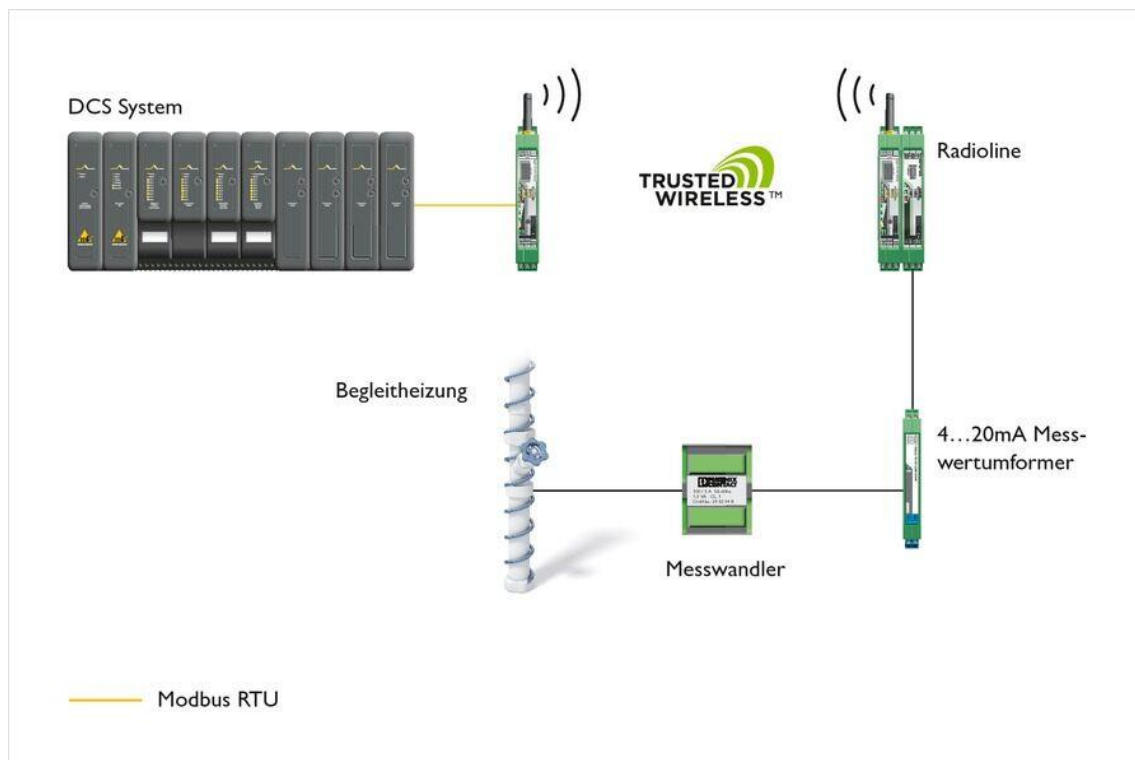 DCS System
TRUSTED
WIRELESS™
Radioline
Begleitheizung
4...20mA Mess-
wertumformer
Messwandler
Modbus RTU